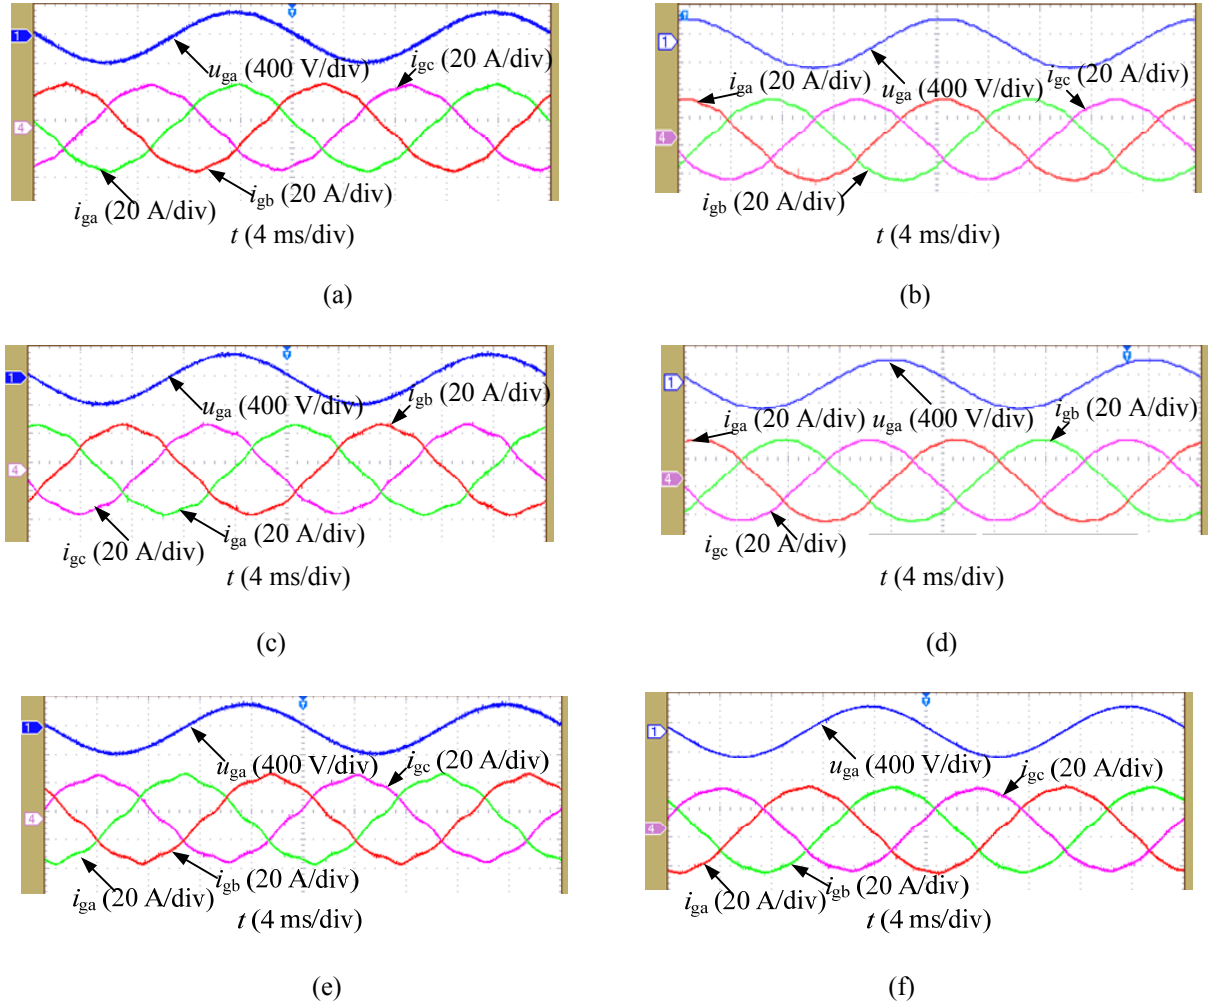 1
u_ga (400 V/div)
i_gc (20 A/div)
4
i_ga (20 A/div)
i_gb (20 A/div)
t (4 ms/div)
(a)
1
i_ga (20 A/div)
u_ga (400 V/div)
i_gc (20 A/div)
4
i_gb (20 A/div)
t (4 ms/div)
(b)
1
u_ga (400 V/div)
i_gb (20 A/div)
4
i_gc (20 A/div)
i_ga (20 A/div)
t (4 ms/div)
(c)
1
i_ga (20 A/div)
u_ga (400 V/div)
i_gb (20 A/div)
4
i_gc (20 A/div)
t (4 ms/div)
(d)
1
u_ga (400 V/div)
i_gc (20 A/div)
4
i_ga (20 A/div)
i_gb (20 A/div)
t (4 ms/div)
(e)
1
u_ga (400 V/div)
i_gc (20 A/div)
4
i_ga (20 A/div)
i_gb (20 A/div)
t (4 ms/div)
(f)